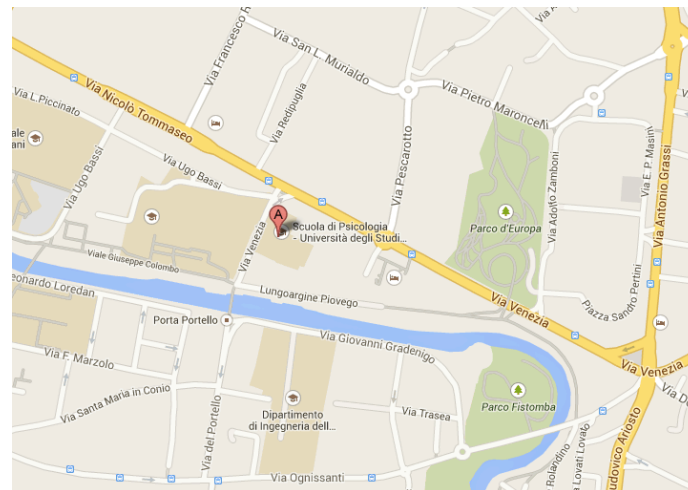 Via Francesco
Via San L. Murialdo
Via Nicolò Tommaseo
Via Redipuglia
Via Pietro Maroncelli
Via L.Piccinato
Via Pescarotto
Via Ugo Bassi
Via Ugo Bassi
Via Adolfo Zamboni
Via E. P. Masini
Via Antonio Grassi
A
Scuola di Psicologia
- Università degli Studi...
Parco d'Europa
Via Venezia
Viale Giuseppe Colombo
Leonardo Loredan
Lungoargine Piovego
Via Venezia
Piazza Sandro Pertini
Porta Portello
Via Giovanni Gradenigo
Via F. Marzolo
Via Venezia
Via Santa Maria in Conio
Via del Portello
Dipartimento
di Ingegneria dell...
Via Trasea
Parco Fistomba
Via Ognissanti
Rolandino
Lovati Lovato
Ludovico Ariosto